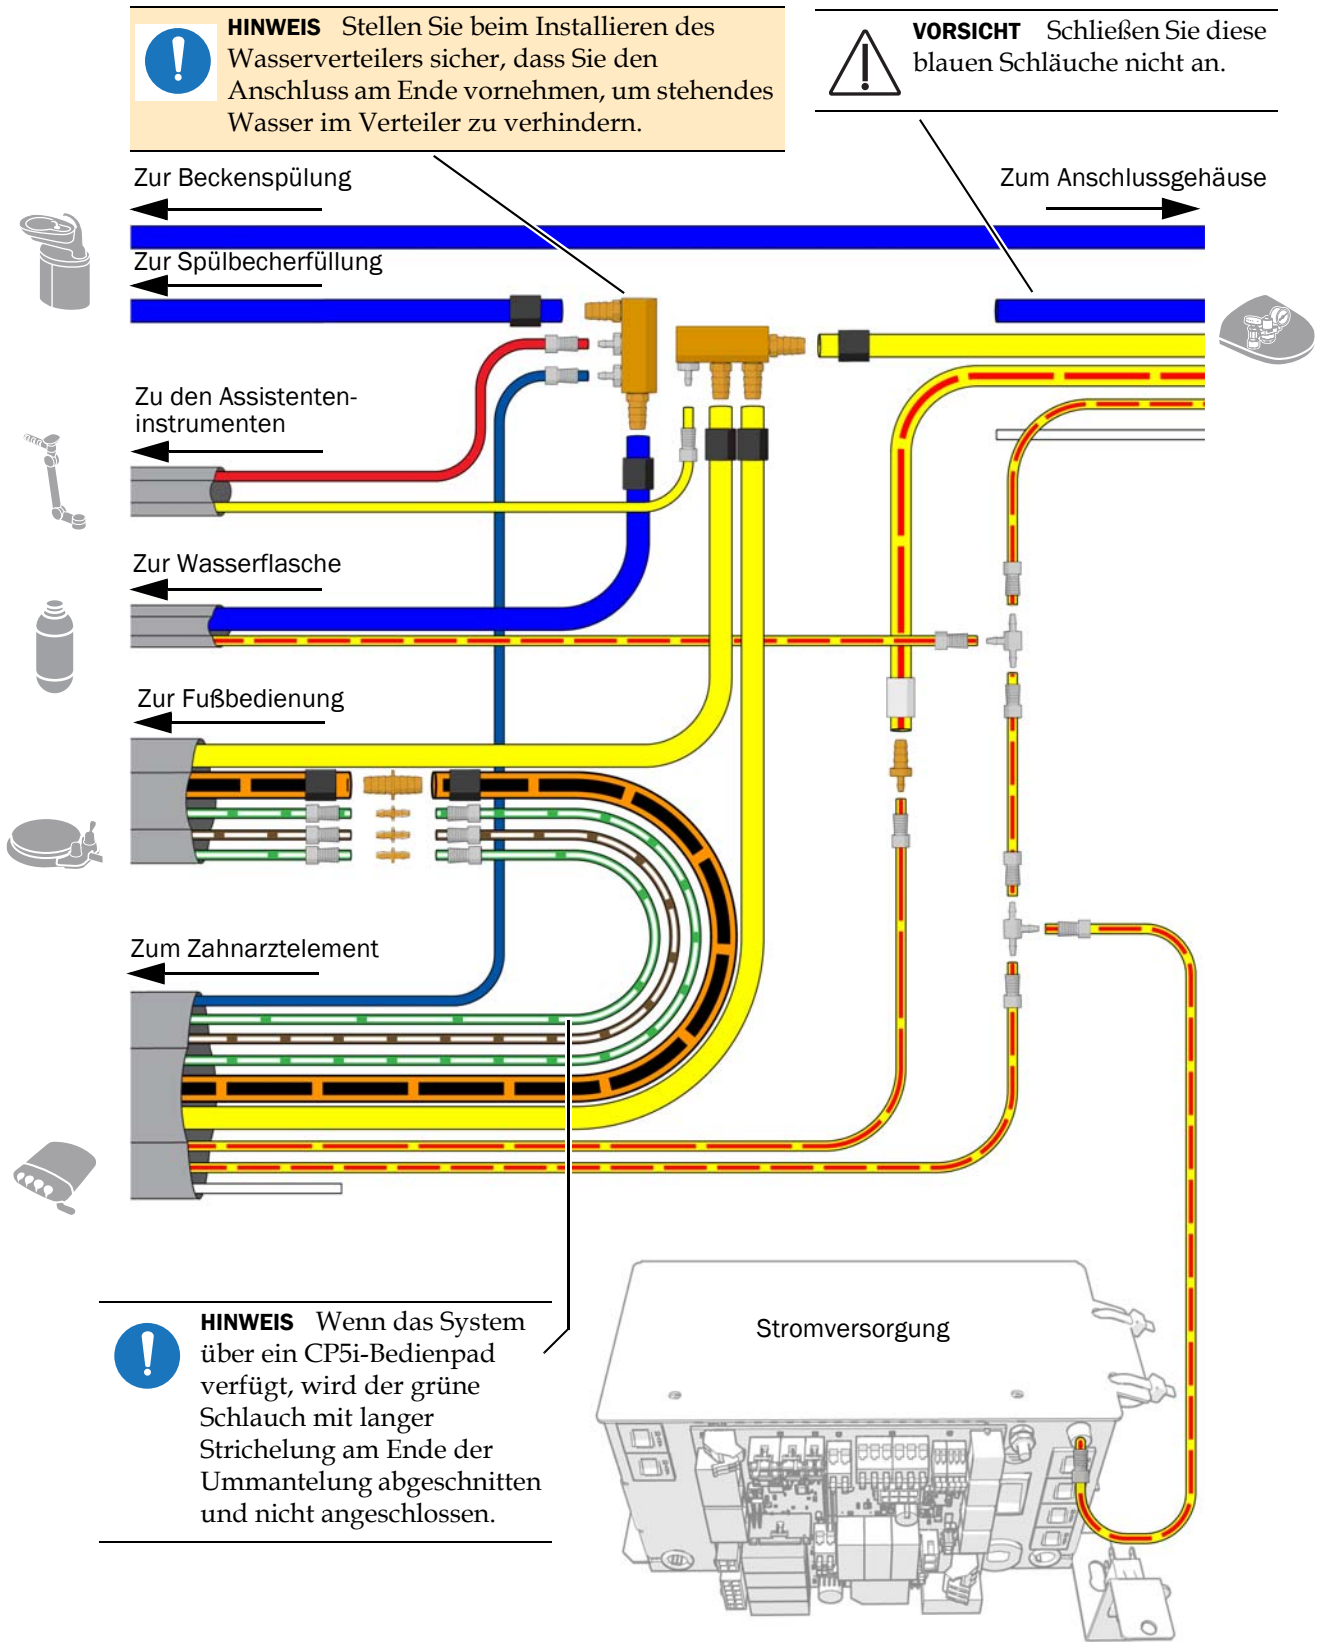 HINWEIS Stellen Sie beim Installieren des
Wasserverteilers sicher, dass Sie den
Anschluss am Ende vornehmen, um stehendes
Wasser im Verteiler zu verhindern.
VORSICHT Schließen Sie diese
blauen Schläuche nicht an.
Zur Beckenspülung
Zum Anschlussgehäuse
Zur Spülbecherfüllung
Zu den Assistenten-
instrumenten
Zur Wasserflasche
Zur Fußbedienung
Zum Zahnarztelement
Stromversorgung
HINWEIS Wenn das System
über ein CP5i-Bedienpad
verfügt, wird der grüne
Schlauch mit langer
Strichelung am Ende der
Ummantelung abgeschnitten
und nicht angeschlossen.